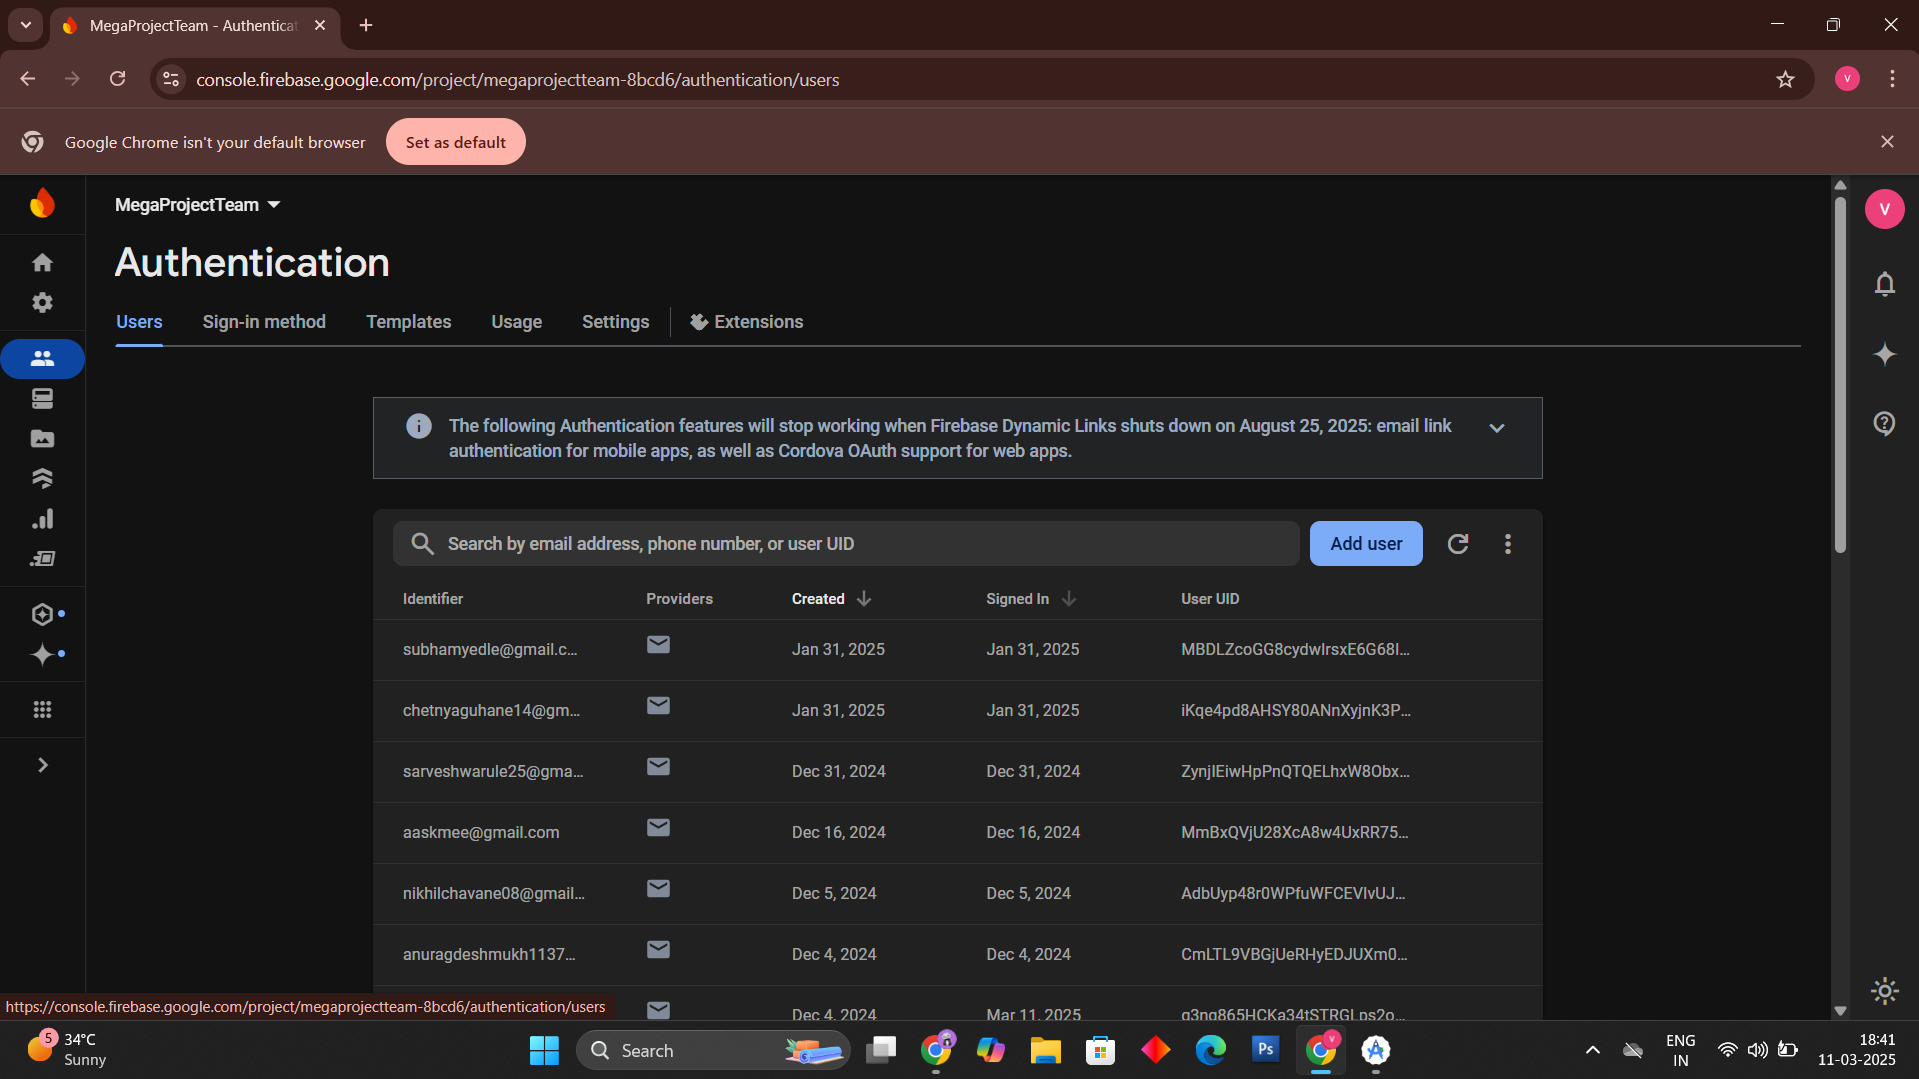 MegaProjectTeam - Authenticat
console.firebase.google.com/project/megaprojectteam-8bcd6/authentication/users
V
Google Chrome isn't your default browser
Set as default
MegaProjectTeam
V
Authentication
Users
Sign-in method
Templates
Usage
Settings
Extensions
The following Authentication features will stop working when Firebase Dynamic Links shuts down on August 25, 2025: email link
authentication for mobile apps, as well as Cordova OAuth support for web apps.
Search by email address, phone number, or user UID
Add user
Identifier Providers Created Signed In User UID
subhamyedle@gmail.c... Jan 31, 2025 Jan 31, 2025 MBDLZcoGG8cydwIrsxE6G68I...
chetnyaguhane14@gm... Jan 31, 2025 Jan 31, 2025 iKqe4pd8AHSY80ANnXyjnK3P...
sarveshwarule25@gma... Dec 31, 2024 Dec 31, 2024 ZynjIEiwHpPnQTQELhxW8Obx...
aaskmee@gmail.com Dec 16, 2024 Dec 16, 2024 MmBxQVjU28XcA8w4UxRR75...
nikhilchavane08@gmail... Dec 5, 2024 Dec 5, 2024 AdbUyp48r0WPfuWFCEVIvUJ...
anuragdeshmukh1137... Dec 4, 2024 Dec 4, 2024 CmLTL9VBGjUeRHyEDJUXm0...
Dec 4, 2024 Mar 11, 2025 g3ng865HCKa34tSTRGLps2o...
https://console.firebase.google.com/project/megaprojectteam-8bcd6/authentication/users
5
34°C
Sunny
Search
Ps
V
ENG
IN
18:41
11-03-2025